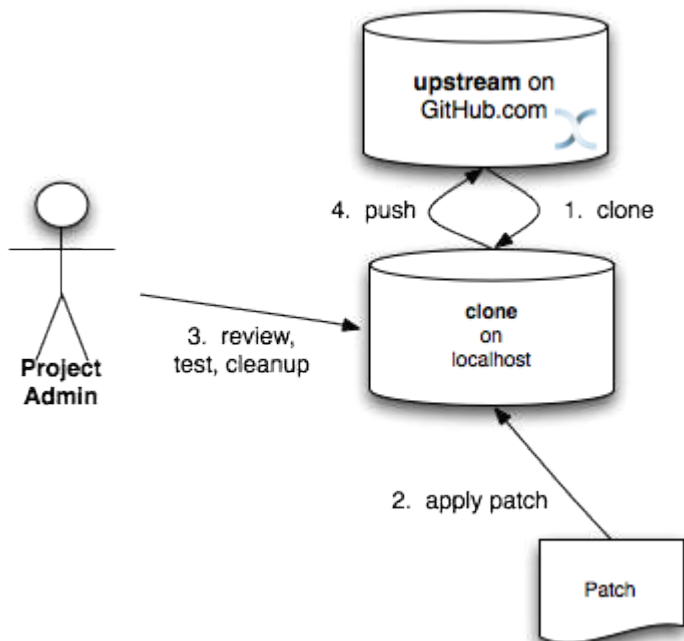 upstream on
GitHub.com
4. push
1. clone
clone
on
localhost
3. review,
test, cleanup
Project
Admin
2. apply patch
Patch